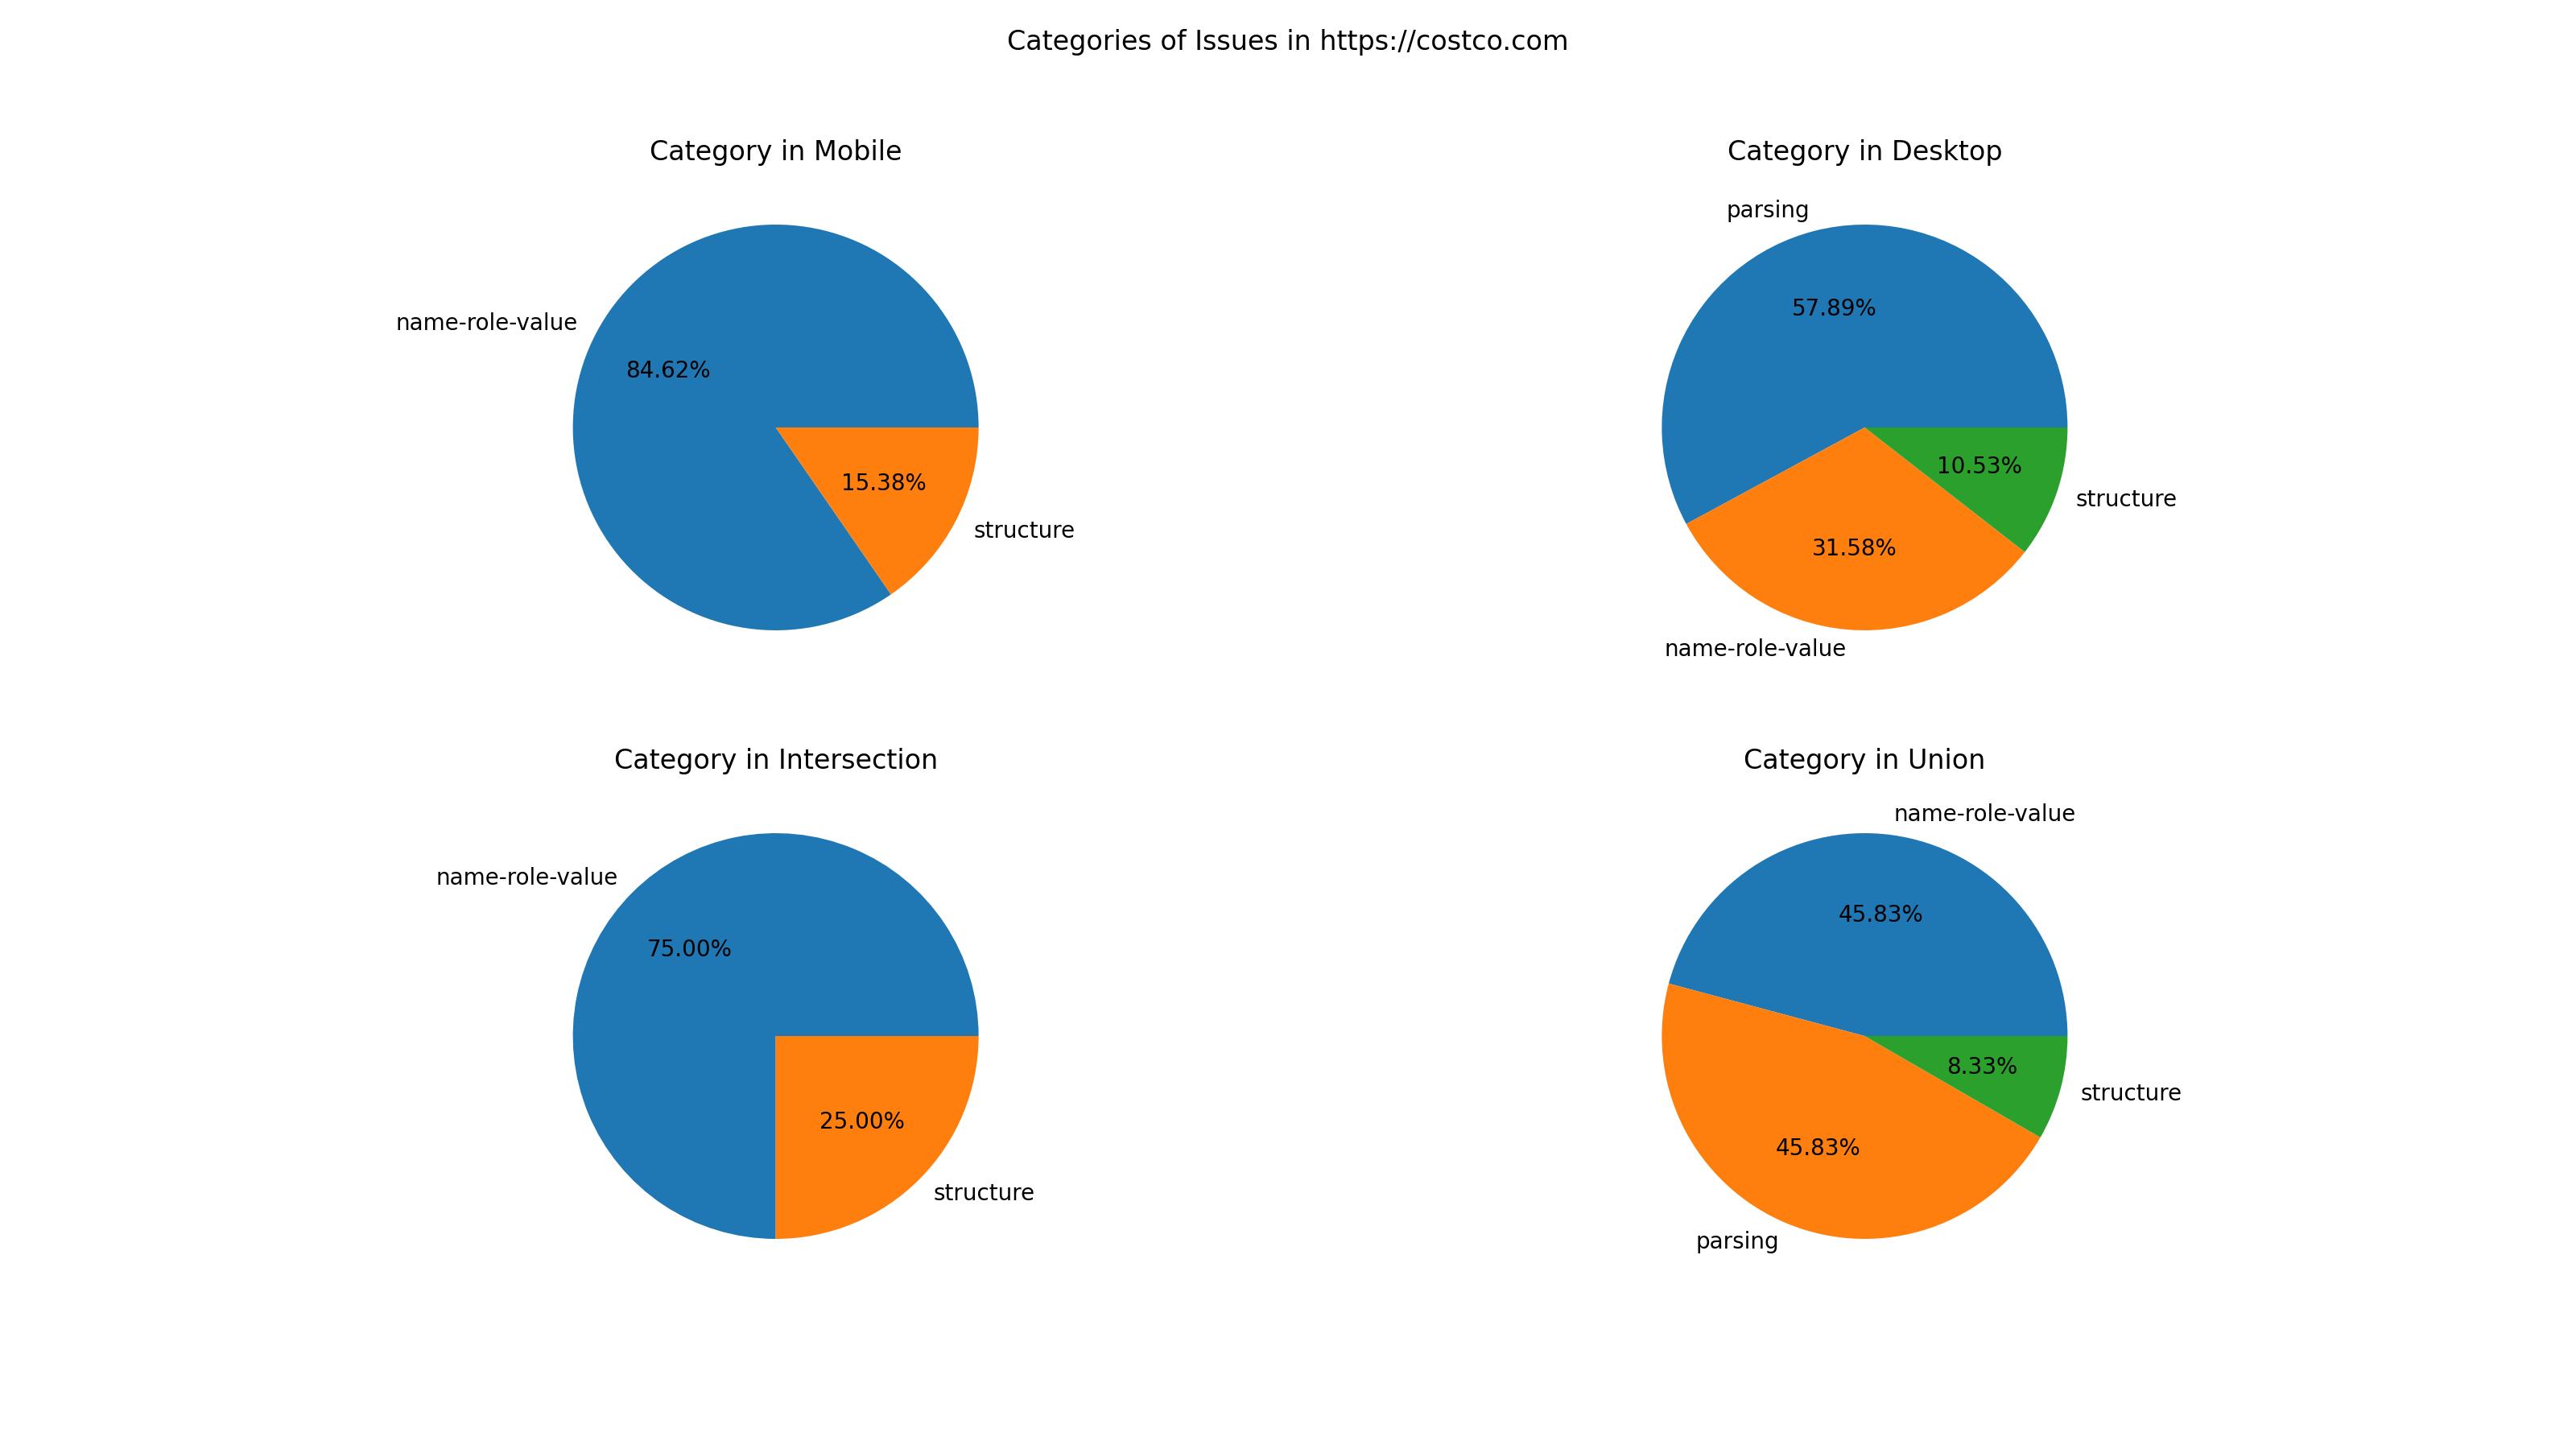 Categories of Issues in https://costco.com
Category in Mobile
name-role-value
84.62%
15.38%
structure
Category in Desktop
parsing
57.89%
10.53%
structure
31.58%
name-role-value
Category in Intersection
name-role-value
75.00%
25.00%
structure
Category in Union
name-role-value
45.83%
8.33%
structure
45.83%
parsing